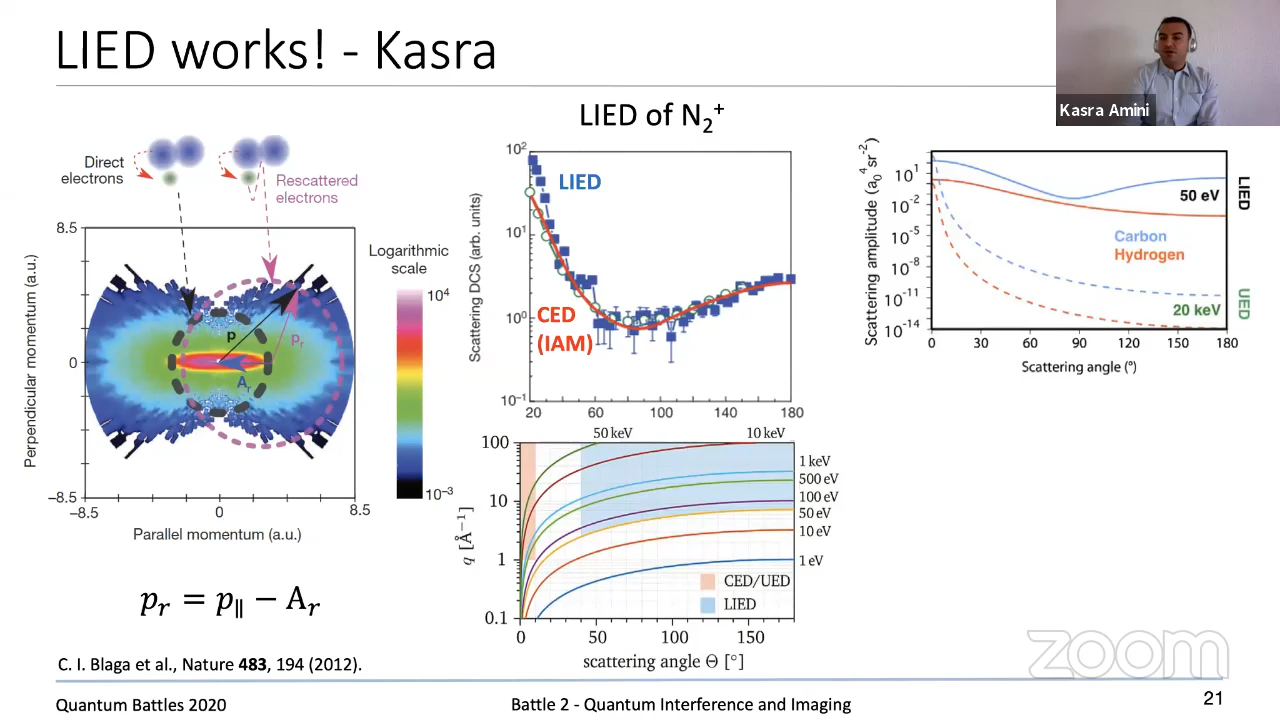 LIED works! - Kasra
Kasra Amini
LIED of N₂⁺
Direct
electrons
Rescattered
electrons
8.5
Logarithmic
scale
10⁴
0
p
pᵣ
Aᵣ
10⁻³
−8.5
−8.5
0
8.5
Perpendicular momentum (a.u.)
Parallel momentum (a.u.)
pᵣ = p∥ − Aᵣ
C. I. Blaga et al., Nature 483, 194 (2012).
Scattering DCS (arb. units)
10²
10¹
10⁰
10⁻¹
LIED
CED
(IAM)
20
60
100
140
180
50 keV
10 keV
100
10
1
0.1
q [Å⁻¹]
1 keV
500 eV
100 eV
50 eV
10 eV
1 eV
CED/UED
LIED
0
50
100
150
scattering angle Θ [°]
Scattering amplitude (a₀⁴ sr⁻²)
10¹
10⁻²
10⁻⁵
10⁻⁸
10⁻¹¹
10⁻¹⁴
50 eV
Carbon
Hydrogen
20 keV
LIED
UED
0
30
60
90
120
150
180
Scattering angle (°)
zoom
Quantum Battles 2020
Battle 2 - Quantum Interference and Imaging
21